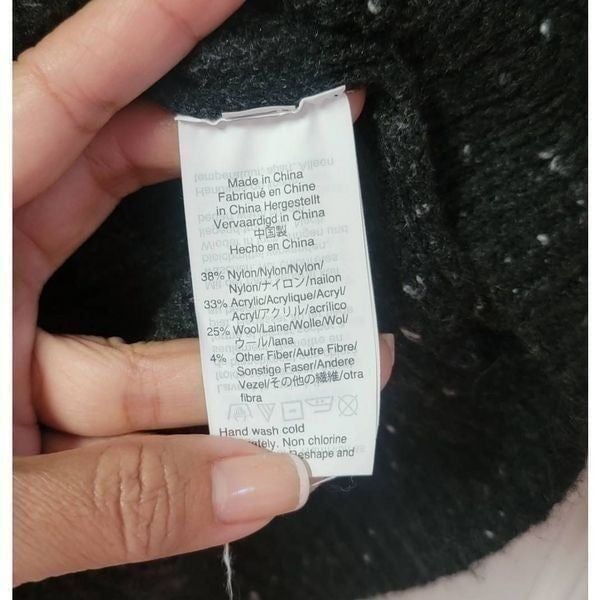 Made in China
Fabriqué en Chine
in China Hergestellt
Vervaardigd in China
中国製
Hecho en China
38% Nylon/Nylon/Nylon/
Nylon/ナイロン/nailon
33% Acrylic/Acrylique/Acryl/
Acryl/アクリル/acrílico
25% Wool/Laine/Wolle/Wol/
ウール/lana
4% Other Fiber/Autre Fibre/
Sonstige Faser/Andere
Vezel/その他の繊維/otra
fibra
Hand wash cold
Non chlorine
Reshape and